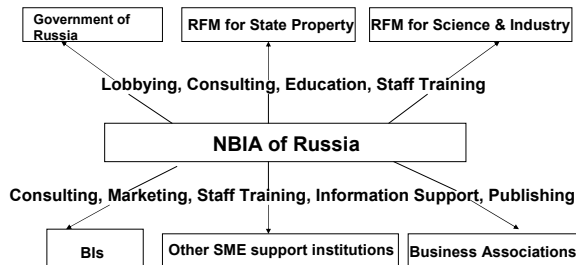 Government of
Russia
RFM for State Property
RFM for Science & Industry
Lobbying, Consulting, Education, Staff Training
NBIA of Russia
Consulting, Marketing, Staff Training, Information Support, Publishing
BIs
Other SME support institutions
Business Associations